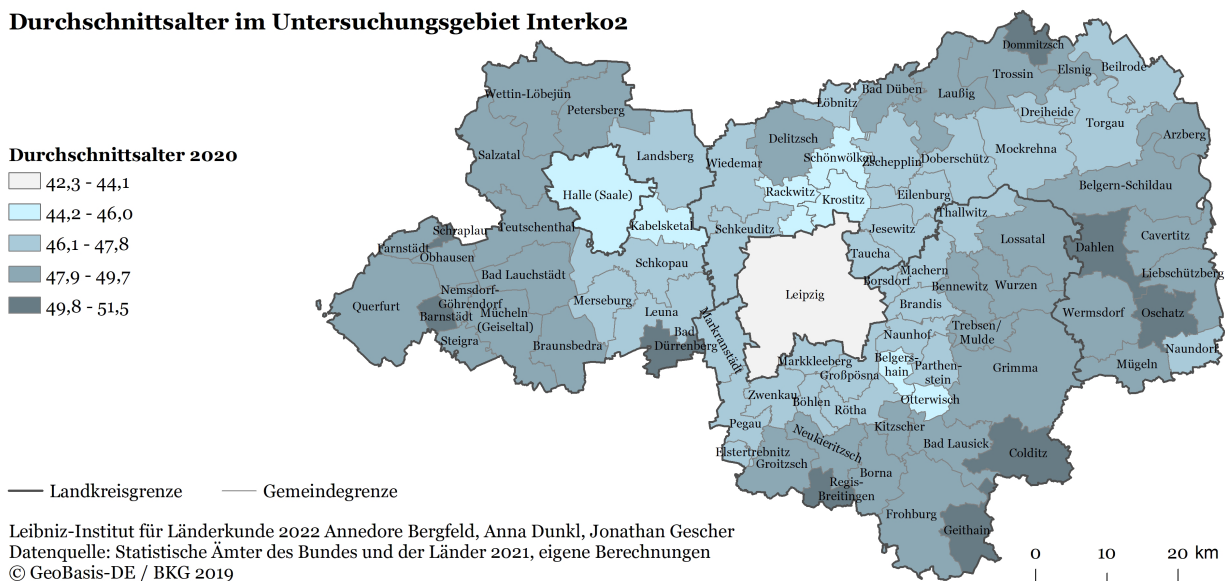 Durchschnittsalter im Untersuchungsgebiet Interko2
Durchschnittsalter 2020
42,3 - 44,1
44,2 - 46,0
46,1 - 47,8
47,9 - 49,7
49,8 - 51,5
Dommitzsch
Trossin
Elsnig
Beilrode
Wettin-Löbejün
Petersberg
Löbnitz
Bad Düben
Laußig
Dreiheide
Torgau
Arzberg
Salzatal
Landsberg
Wiedemar
Delitzsch
Schönwölkau
Zschepplin
Doberschütz
Mockrehna
Halle (Saale)
Rackwitz
Krostitz
Eilenburg
Belgern-Schildau
Schraplau
Teutschenthal
Kabelsketal
Schkeuditz
Jesewitz
Thallwitz
Lossatal
Dahlen
Cavertitz
Farnstädt
Obhausen
Bad Lauchstädt
Schkopau
Taucha
Machern
Borsdorf
Bennewitz
Wurzen
Liebschützberg
Querfurt
Nemsdorf-
Göhrendorf
Barnstädt
Mücheln
(Geiseltal)
Merseburg
Leuna
Leipzig
Brandis
Wermsdorf
Oschatz
Steigra
Braunsbedra
Bad
Dürrenberg
Markranstädt
Naunhof
Trebsen/
Mulde
Naundorf
Markkleeberg
Großpösna
Belgers-
hain
Parthen-
stein
Grimma
Mügeln
Zwenkau
Böhlen
Rötha
Otterwisch
Pegau
Kitzscher
Elstertrebnitz
Groitzsch
Neukieritzsch
Bad Lausick
Colditz
Borna
Regis-
Breitingen
Frohburg
Geithain
Landkreisgrenze
Gemeindegrenze
Leibniz-Institut für Länderkunde 2022 Annedore Bergfeld, Anna Dunkl, Jonathan Gescher
Datenquelle: Statistische Ämter des Bundes und der Länder 2021, eigene Berechnungen
© GeoBasis-DE / BKG 2019
0 10 20 km